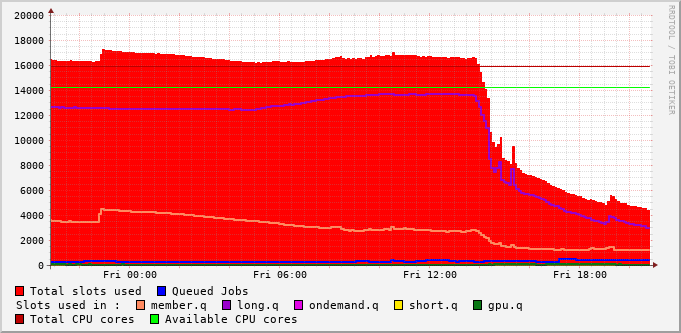 20000
18000
16000
14000
12000
10000
8000
6000
4000
2000
0
Fri 00:00 Fri 06:00 Fri 12:00 Fri 18:00
Total slots used Queued Jobs
Slots used in : member.q long.q ondemand.q short.q gpu.q
Total CPU cores Available CPU cores
RRDTOOL / TOBI OETIKER